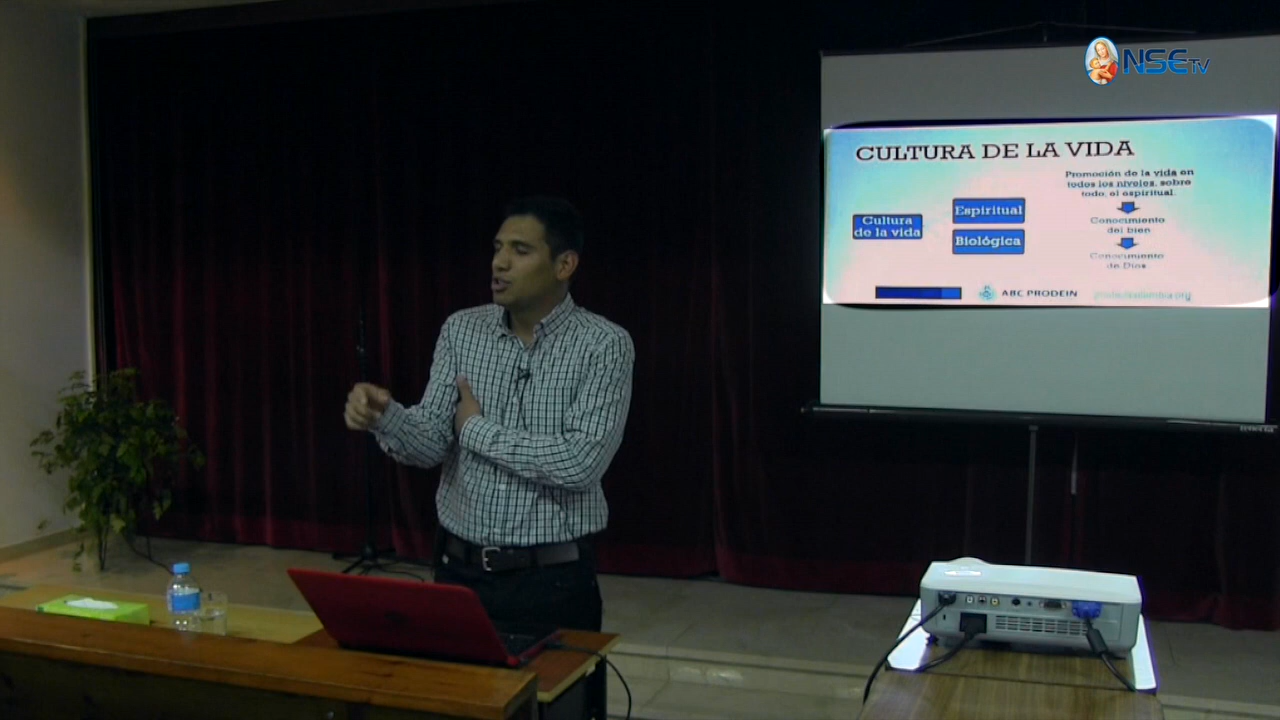 NSETV
CULTURA DE LA VIDA
Promoción de la vida en
todos los niveles, sobre
todo, el espiritual.
Espiritual
Cultura
de la vida
Biológica
Conocimiento
del bien
Conocimiento
de Dios
ABC PRODEIN